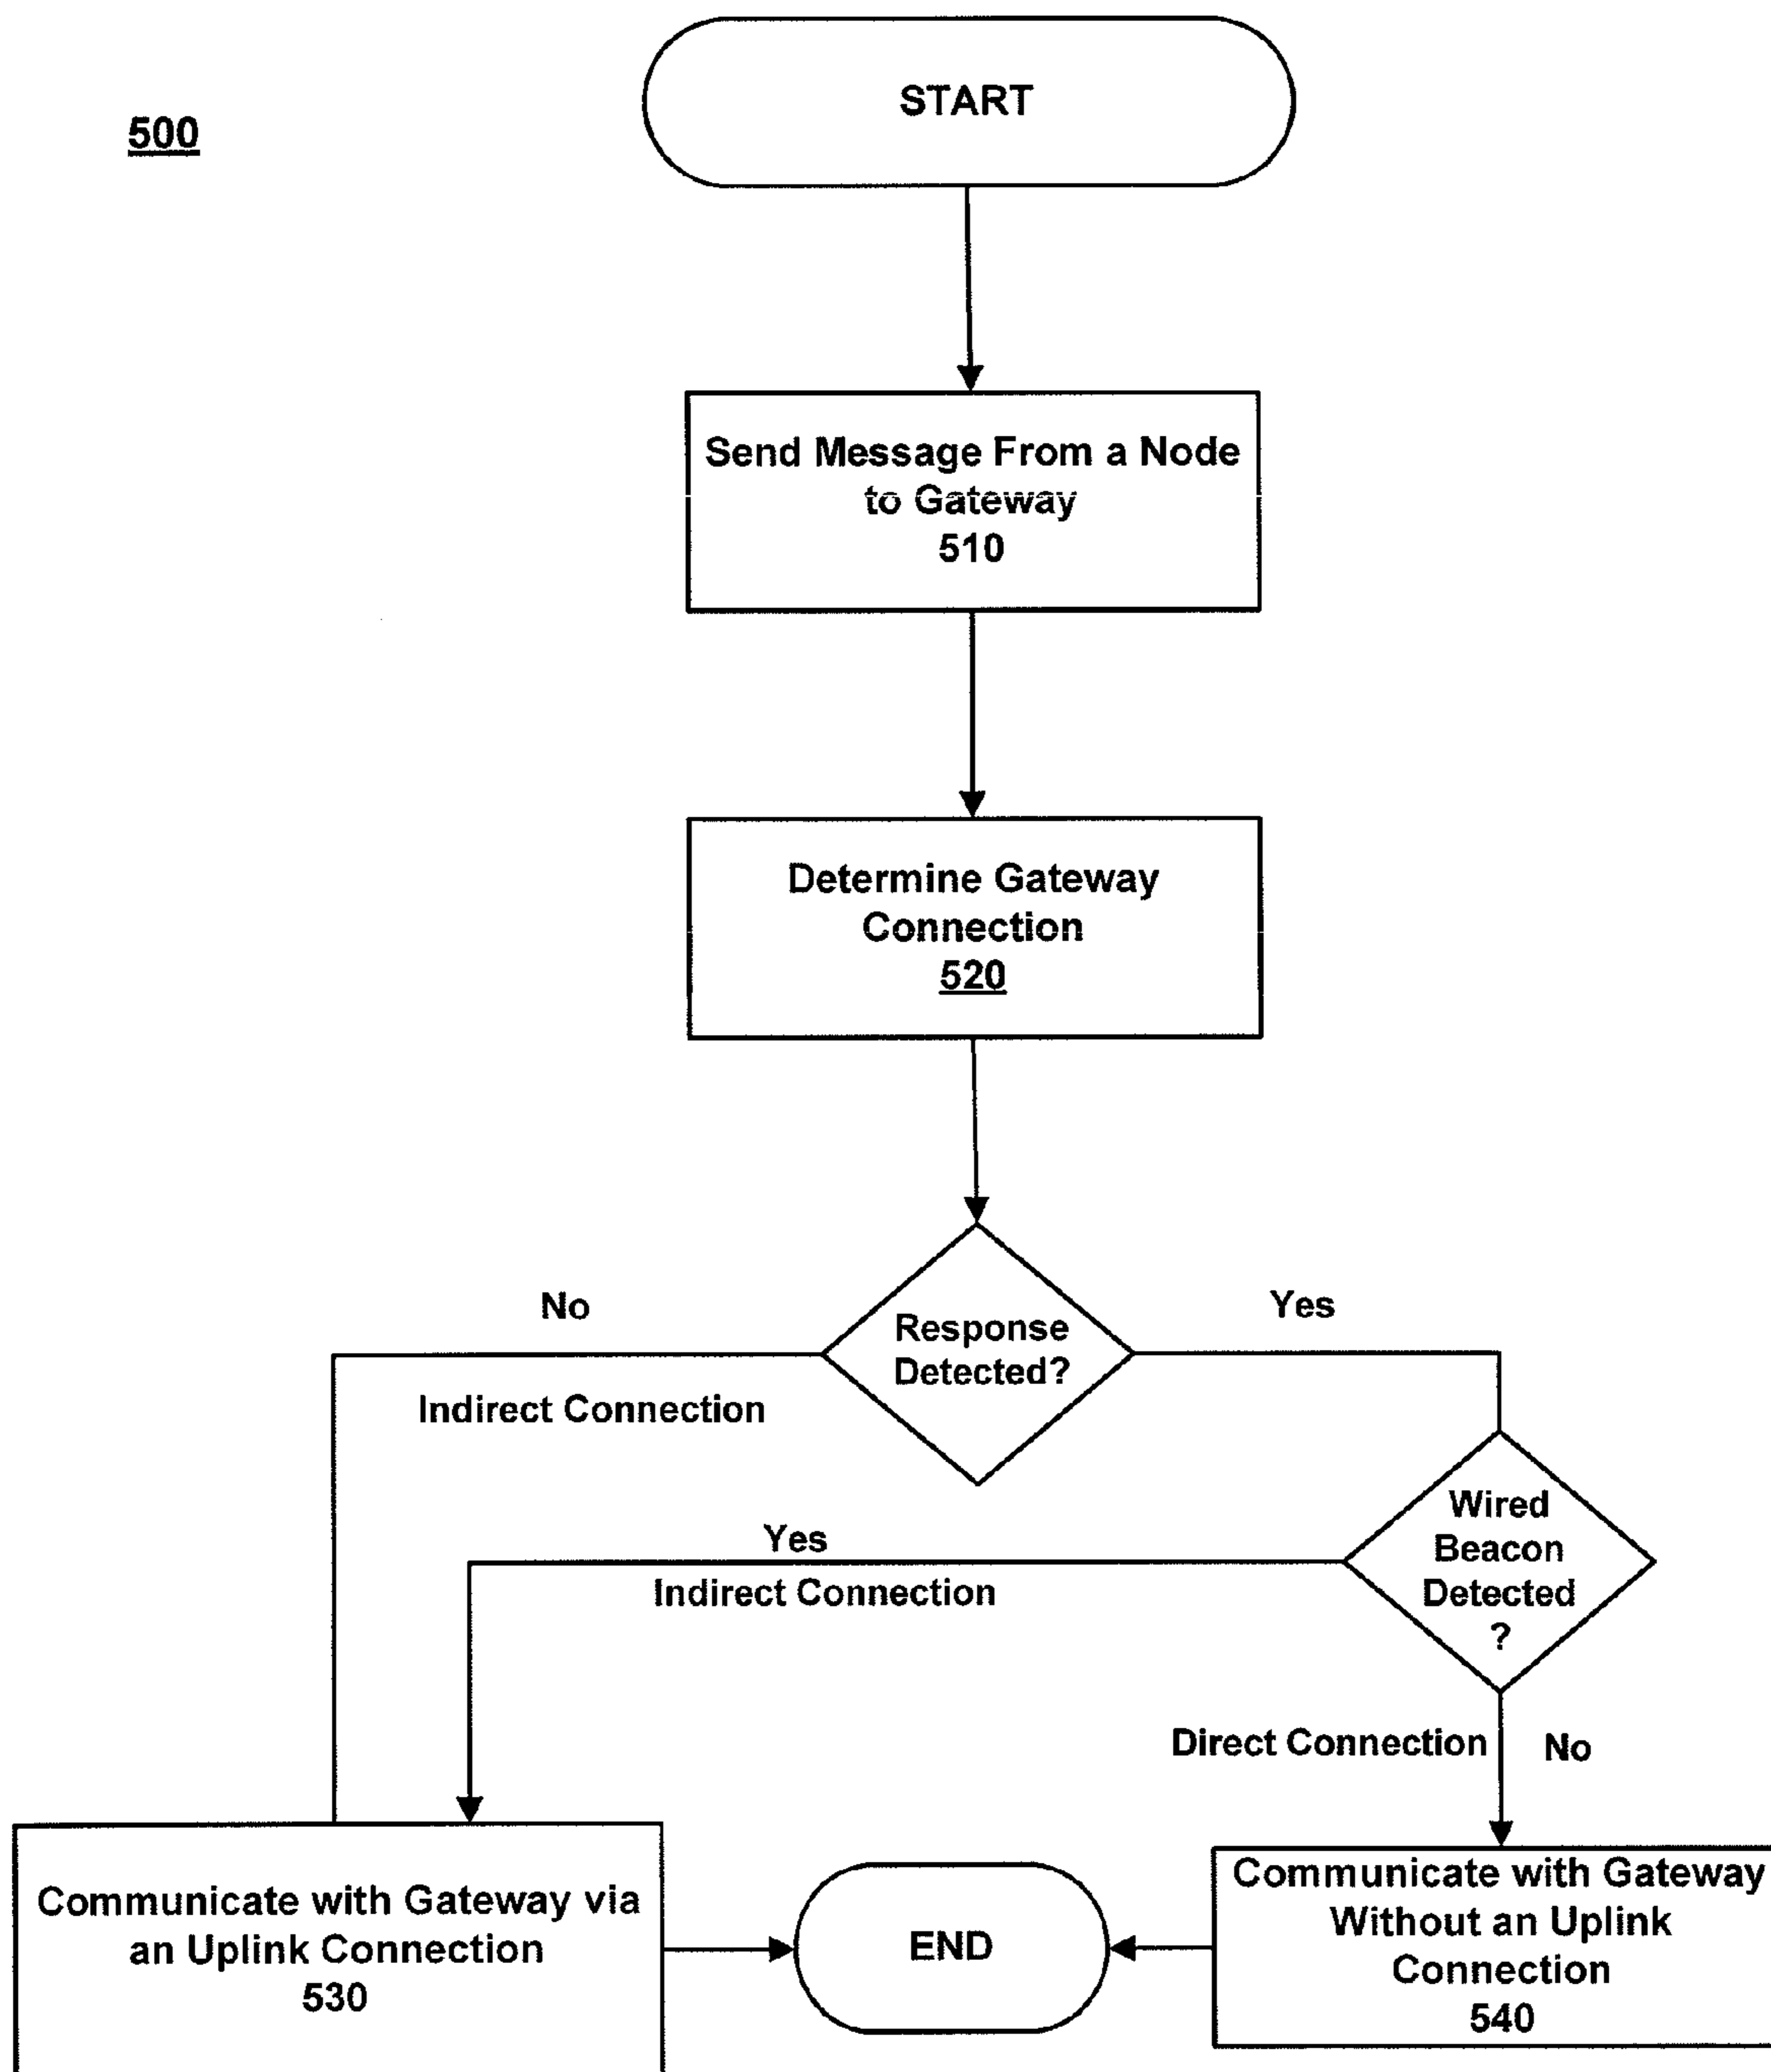 START
500
Send Message From a Node
to Gateway
510
Determine Gateway
Connection
520
No
Yes
Response
Detected?
Indirect Connection
Wired
Beacon
Detected
?
Yes
Indirect Connection
Direct Connection
No
Communicate with Gateway via
an Uplink Connection
530
END
Communicate with Gateway
Without an Uplink
Connection
540